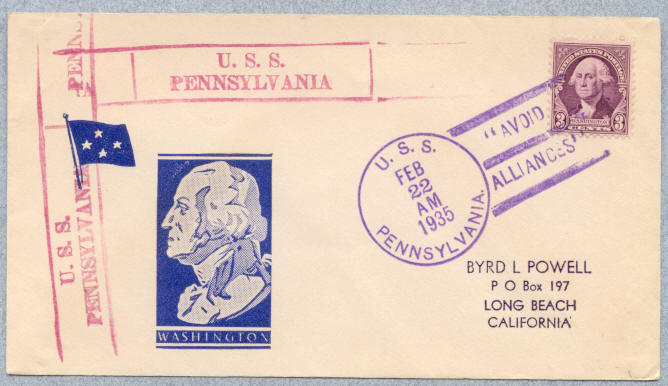 U. S. S.
PENNSYLVANIA
PENNS
U. S. S.
PENNSYLVANIA
WASHINGTON
U. S. S.
FEB
22
AM
1935
PENNSYLVANIA.
"AVOID
ALLIANCES"
UNITED STATES POSTAGE
WASHINGTON
3 CENTS 3
BYRD L POWELL
P O Box 197
LONG BEACH
CALIFORNIA